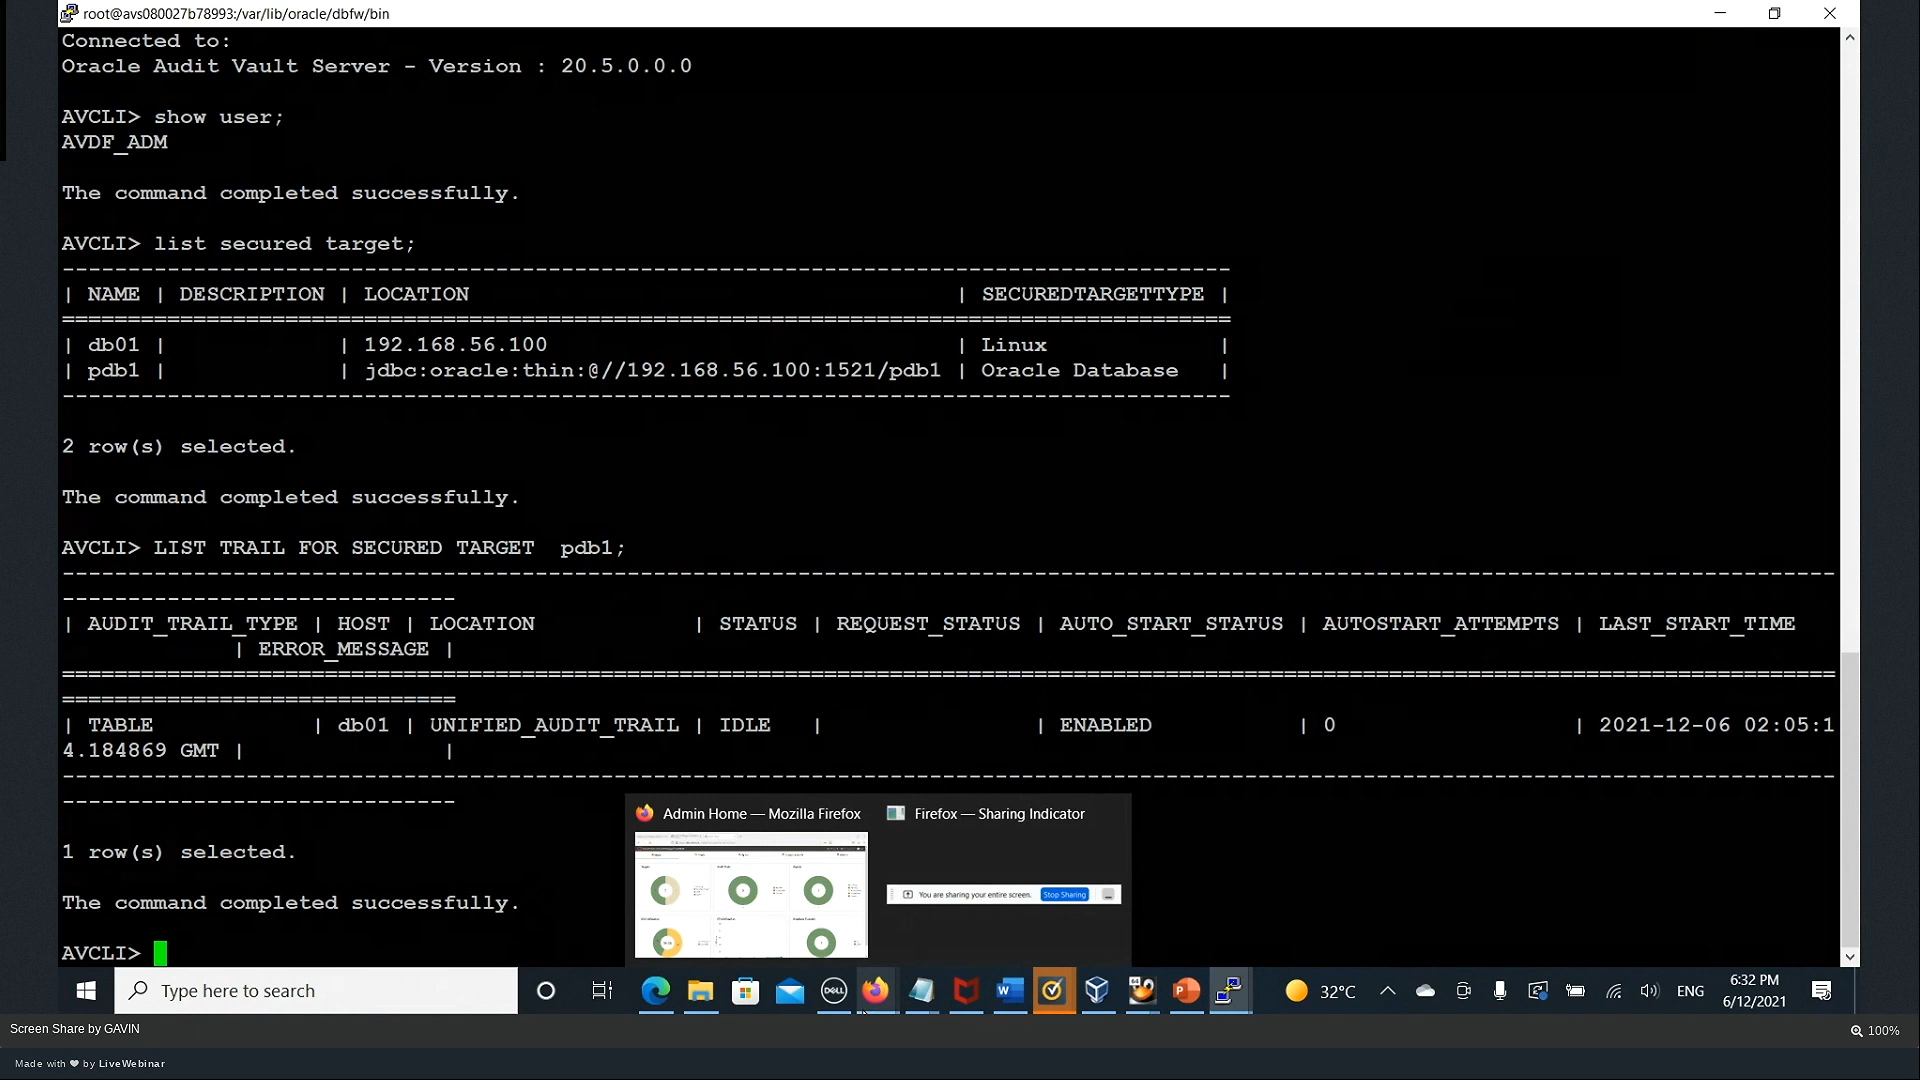 root@avs080027b78993:/var/lib/oracle/dbfw/bin
Connected to:
Oracle Audit Vault Server - Version : 20.5.0.0.0
AVCLI> show user;
AVDF_ADM
The command completed successfully.
AVCLI> list secured target;
--------------------------------------------------------------------------------
| NAME | DESCRIPTION | LOCATION | SECUREDTARGETTYPE |
================================================================================
| db01 | | 192.168.56.100 | Linux |
| pdb1 | | jdbc:oracle:thin:@//192.168.56.100:1521/pdb1 | Oracle Database |
--------------------------------------------------------------------------------
2 row(s) selected.
The command completed successfully.
AVCLI> LIST TRAIL FOR SECURED TARGET  pdb1;
--------------------------------------------------------------------------------
------------------------------
| AUDIT_TRAIL_TYPE | HOST | LOCATION | STATUS | REQUEST_STATUS | AUTO_START_STATUS | AUTOSTART_ATTEMPTS | LAST_START_TIME
| ERROR_MESSAGE |
================================================================================
==============================
| TABLE | db01 | UNIFIED_AUDIT_TRAIL | IDLE | | ENABLED | 0 | 2021-12-06 02:05:1
4.184869 GMT | |
--------------------------------------------------------------------------------
------------------------------
Admin Home — Mozilla Firefox
Firefox — Sharing Indicator
You are sharing your entire screen. Stop Sharing
1 row(s) selected.
The command completed successfully.
AVCLI>
Type here to search
DELL
W
P
32°C
ENG
6:32 PM
6/12/2021
Screen Share by GAVIN
100%
Made with ❤ by LiveWebinar